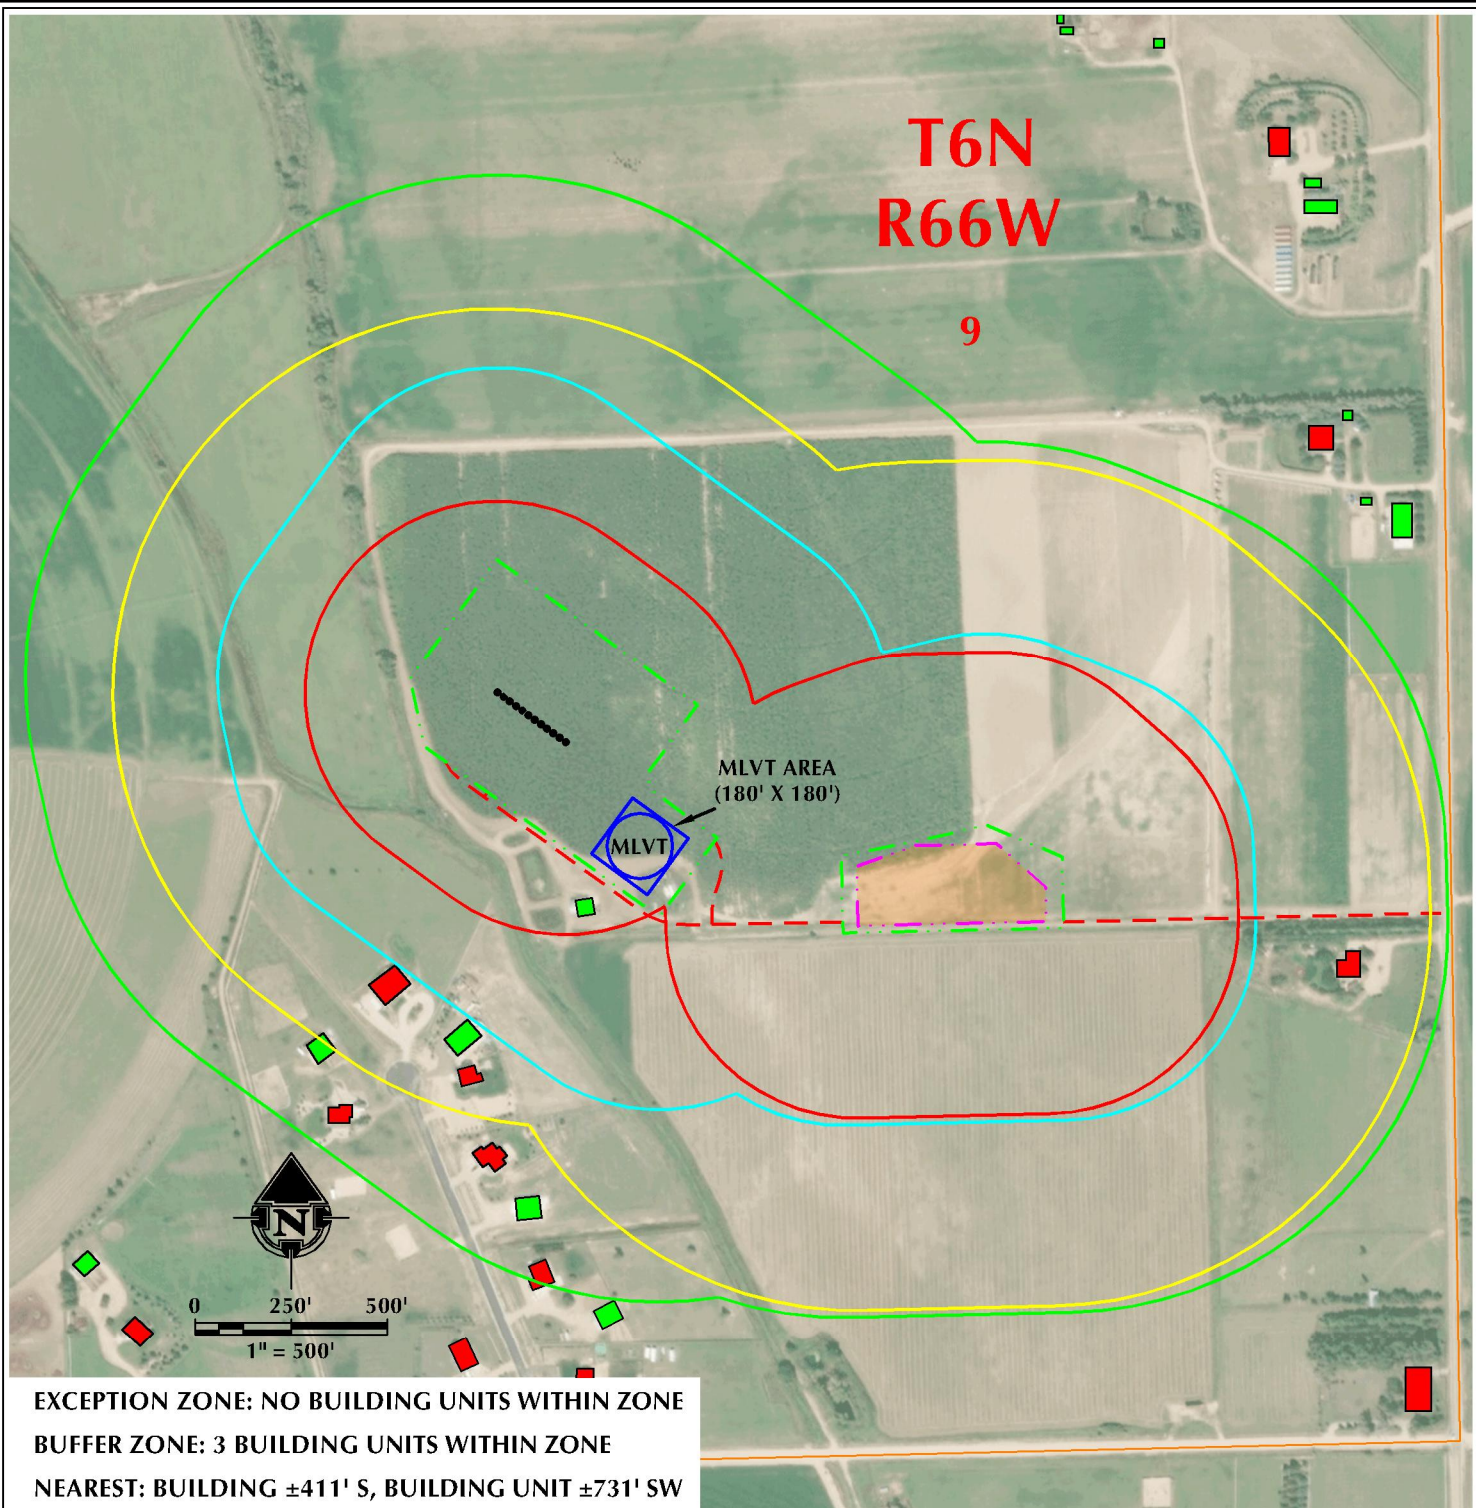 T6N
R66W
9
MLVT AREA
(180' X 180')
MLVT
N
0 250' 500'
1" = 500'
EXCEPTION ZONE: NO BUILDING UNITS WITHIN ZONE
BUFFER ZONE: 3 BUILDING UNITS WITHIN ZONE
NEAREST: BUILDING ±411' S, BUILDING UNIT ±731' SW